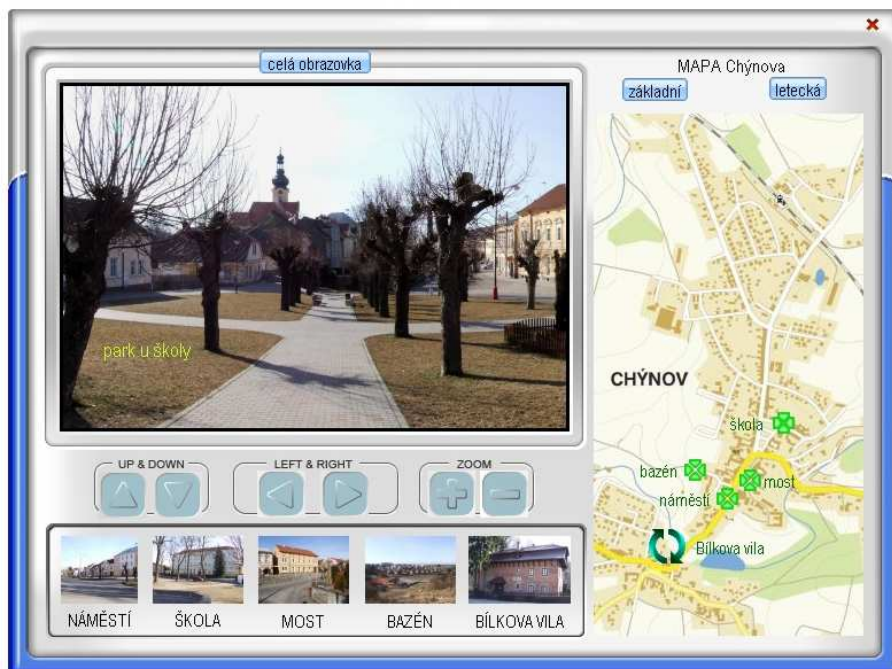 celá obrazovka
park u školy
UP & DOWN
LEFT & RIGHT
ZOOM
NÁMĚSTÍ
ŠKOLA
MOST
BAZÉN
BÍLKOVA VILA
MAPA Chýnova
základní
letecká
CHÝNOV
škola
bazén
most
náměstí
Bílkova vila